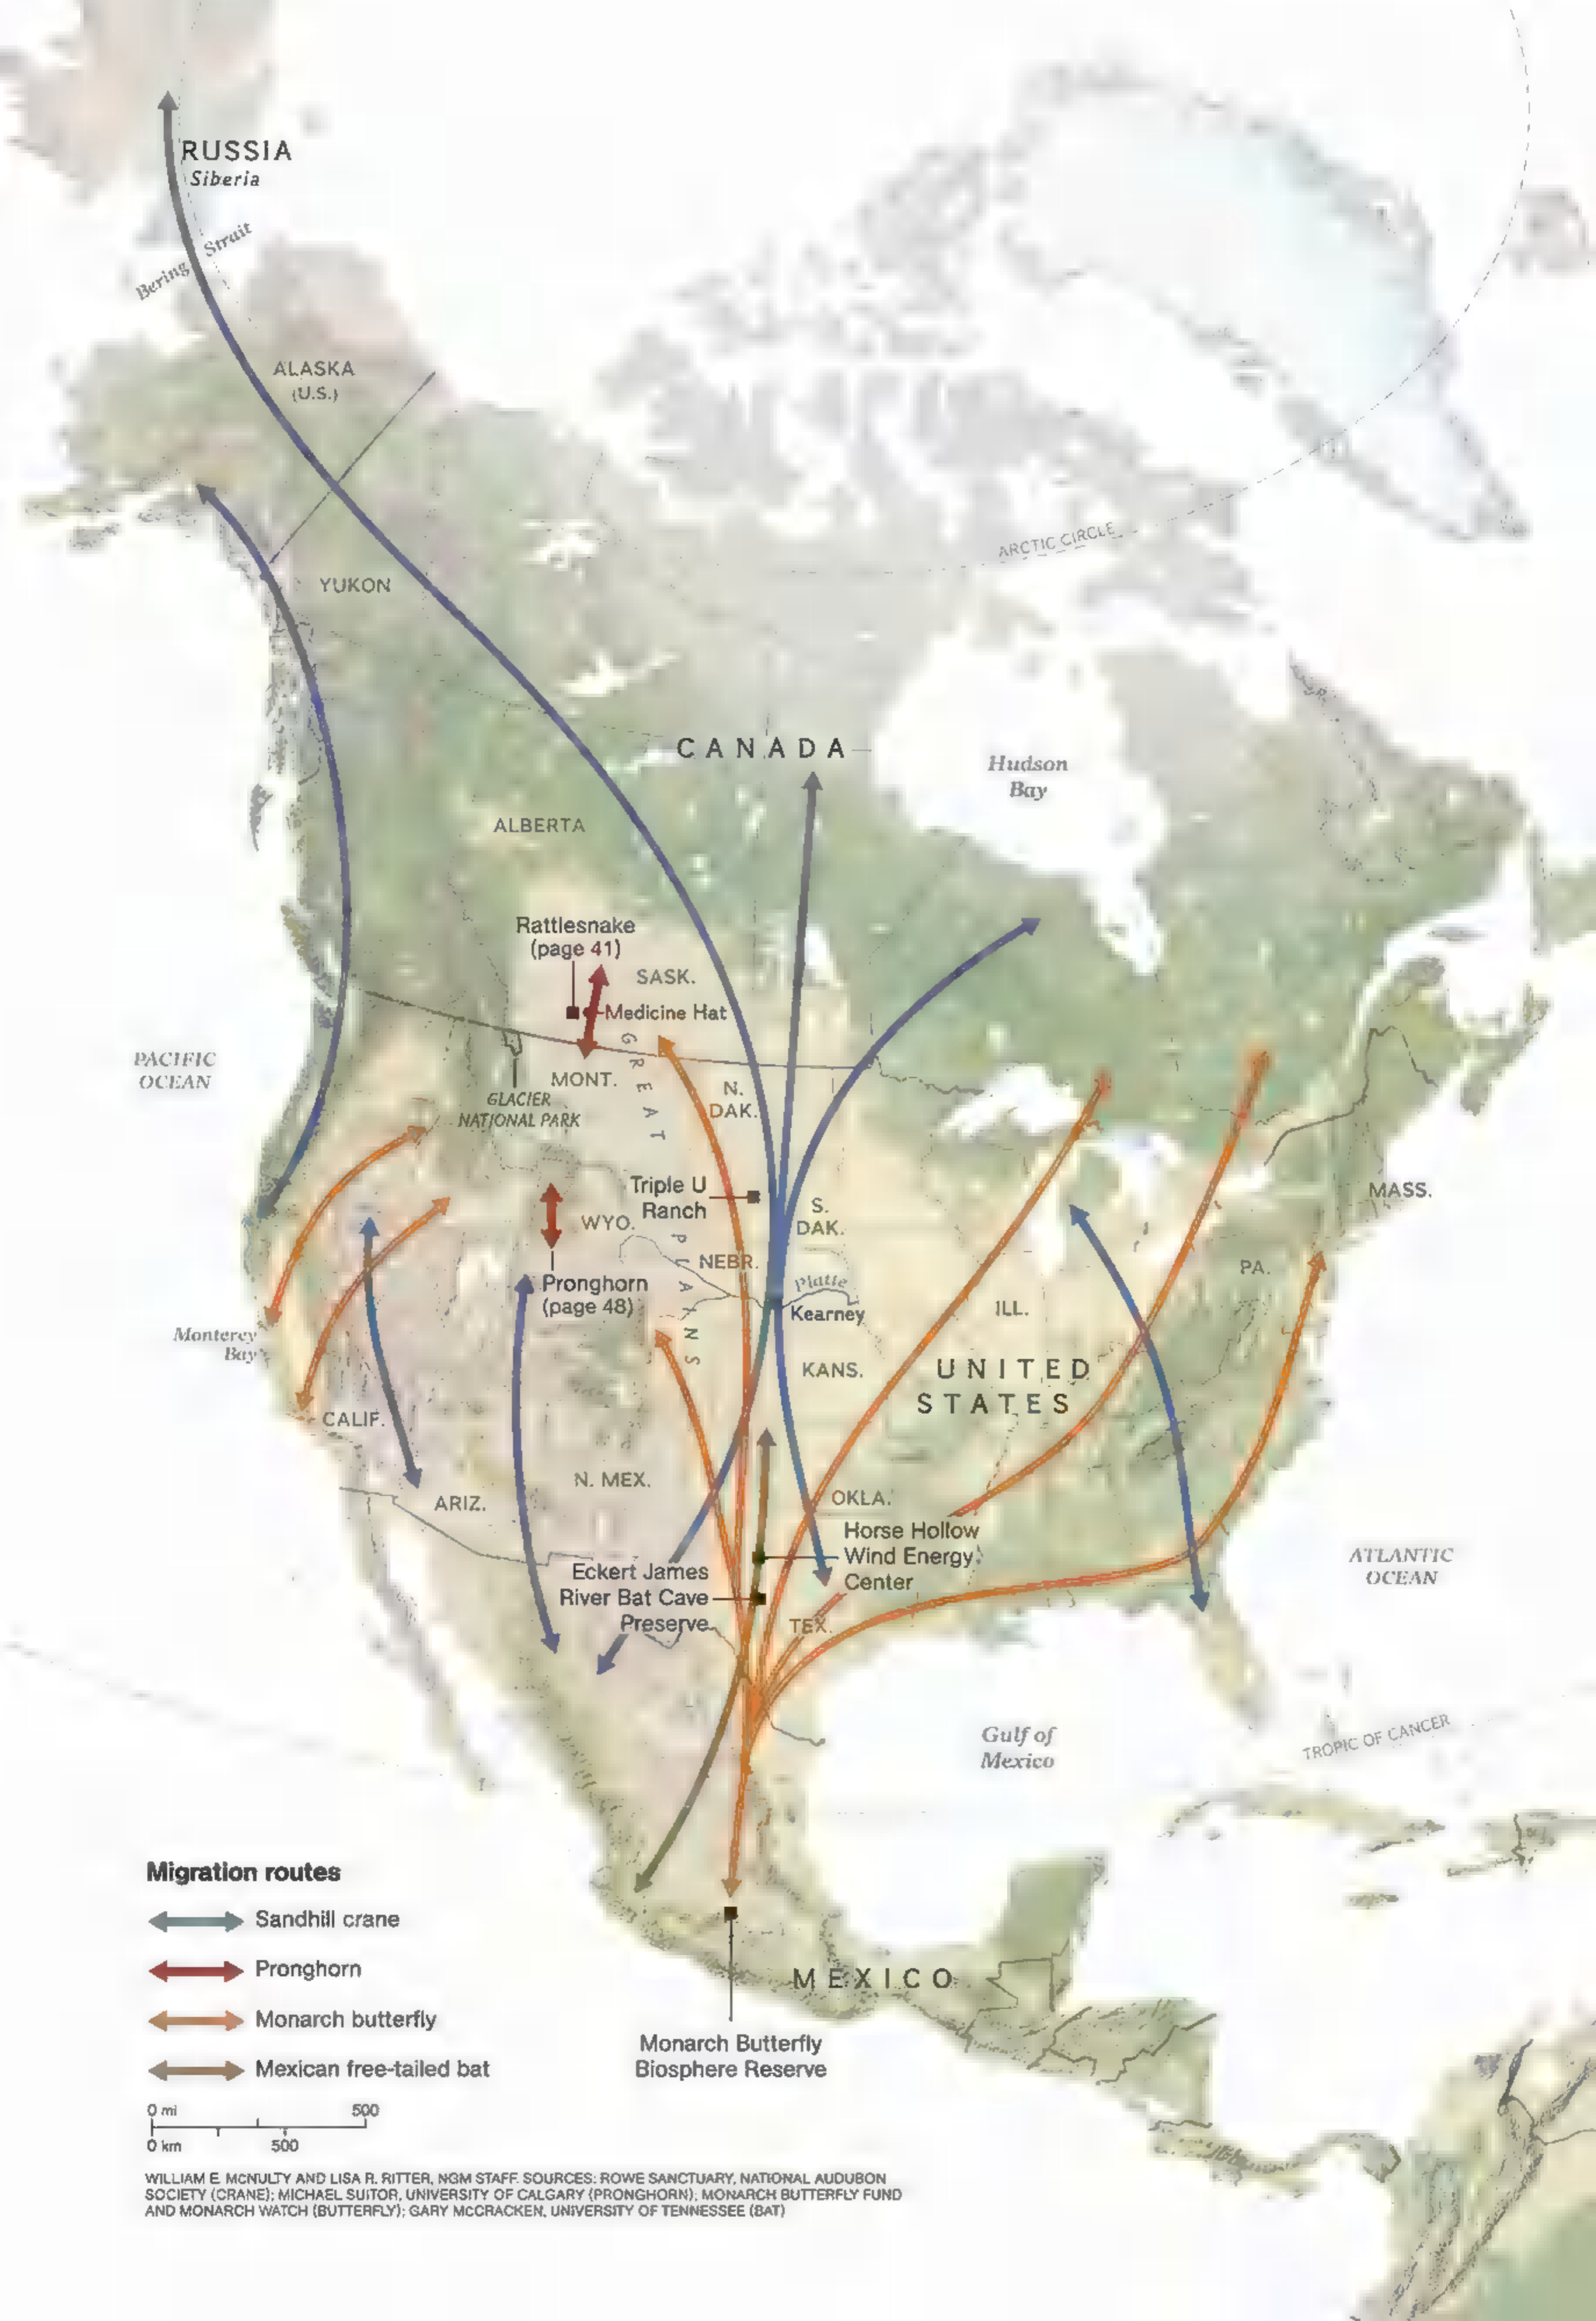 RUSSIA
Siberia
Bering Strait
ALASKA
(U.S.)
ARCTIC CIRCLE
YUKON
CANADA
Hudson
Bay
ALBERTA
Rattlesnake
(page 41)
SASK.
Medicine Hat
PACIFIC
OCEAN
MONT.
GLACIER
NATIONAL PARK
GREAT PLAINS
N.
DAK.
Triple U
Ranch
MASS.
WYO.
S.
DAK.
NEBR.
PA.
Pronghorn
(page 48)
Platte
Kearney
ILL.
Monterey
Bay
KANS.
UNITED
STATES
CALIF.
N. MEX.
ARIZ.
OKLA.
Horse Hollow
Wind Energy
Center
ATLANTIC
OCEAN
Eckert James
River Bat Cave
Preserve
TEX.
Gulf of
Mexico
TROPIC OF CANCER
Migration routes
Sandhill crane
Pronghorn
Monarch butterfly
Mexican free-tailed bat
MEXICO
Monarch Butterfly
Biosphere Reserve
0 mi 500
0 km 500
WILLIAM E. MCNULTY AND LISA R. RITTER, NGM STAFF. SOURCES: ROWE SANCTUARY, NATIONAL AUDUBON
SOCIETY (CRANE); MICHAEL SUITOR, UNIVERSITY OF CALGARY (PRONGHORN); MONARCH BUTTERFLY FUND
AND MONARCH WATCH (BUTTERFLY); GARY MCCRACKEN, UNIVERSITY OF TENNESSEE (BAT)